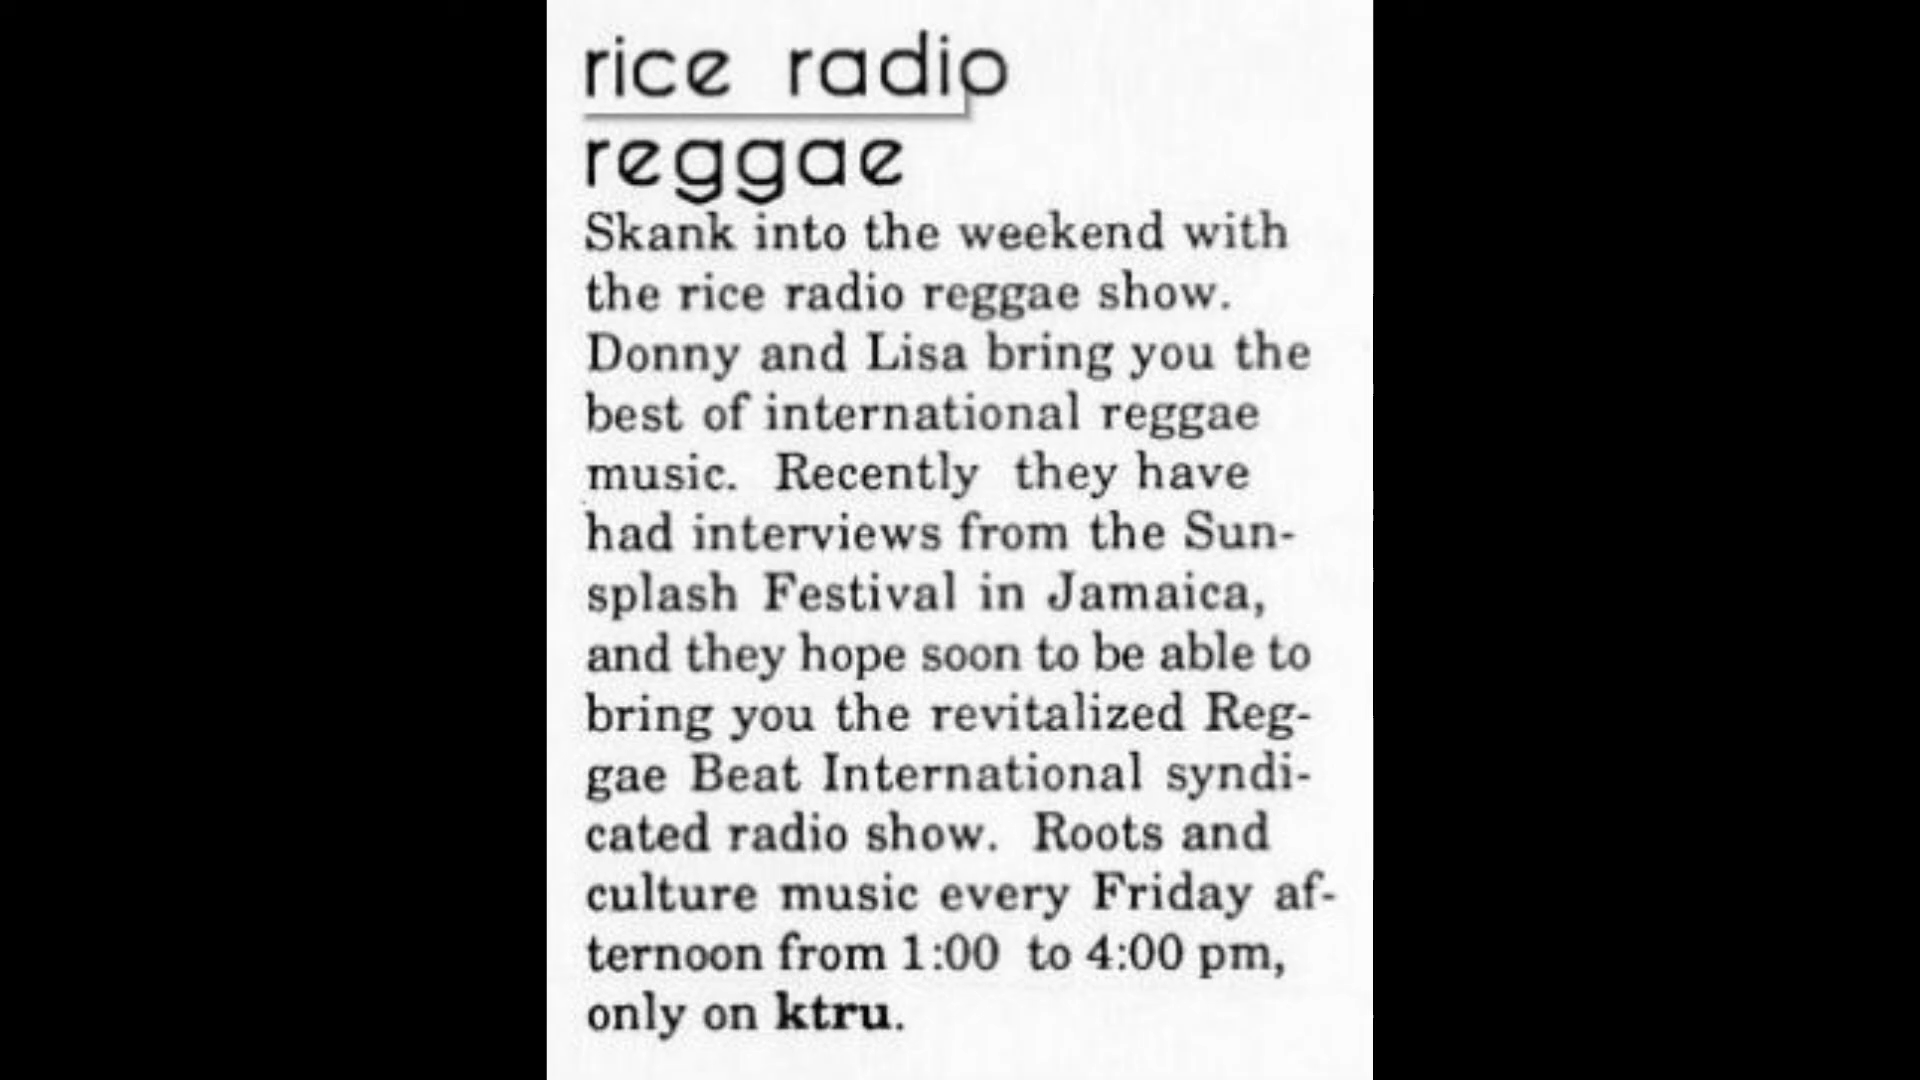 rice radio
reggae
Skank into the weekend with
the rice radio reggae show.
Donny and Lisa bring you the
best of international reggae
music. Recently they have
had interviews from the Sun-
splash Festival in Jamaica,
and they hope soon to be able to
bring you the revitalized Reg-
gae Beat International syndi-
cated radio show. Roots and
culture music every Friday af-
ternoon from 1:00 to 4:00 pm,
only on ktru.